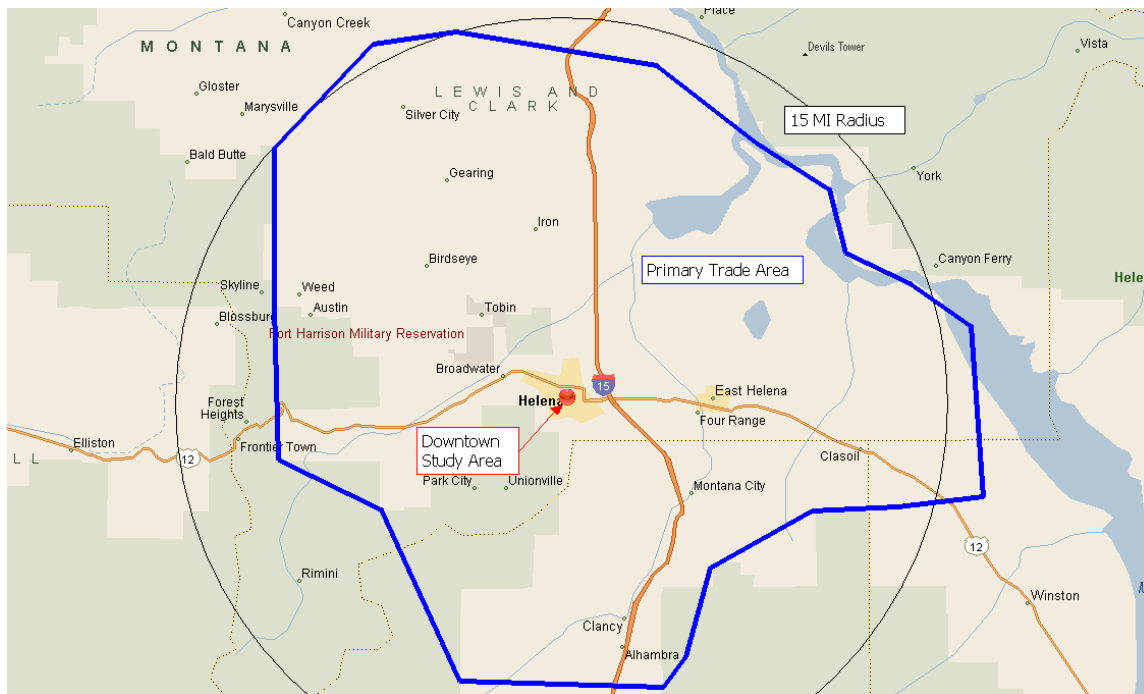 Canyon Creek
Place
MONTANA
Devils Tower
Vista
Gloster
LEWIS AND
CLARK
Marysville
Silver City
15 MI Radius
Bald Butte
York
Gearing
Iron
Birdseye
Primary Trade Area
Canyon Ferry
Hele
Skyline
Weed
Austin
Tobin
Blossburg
Fort Harrison Military Reservation
Broadwater
15
Helena
East Helena
Forest
Heights
Four Range
Elliston
Frontier Town
Downtown
Study Area
LL
12
Clasoil
Park City
Unionville
Montana City
12
Rimini
Winston
Clancy
Alhambra